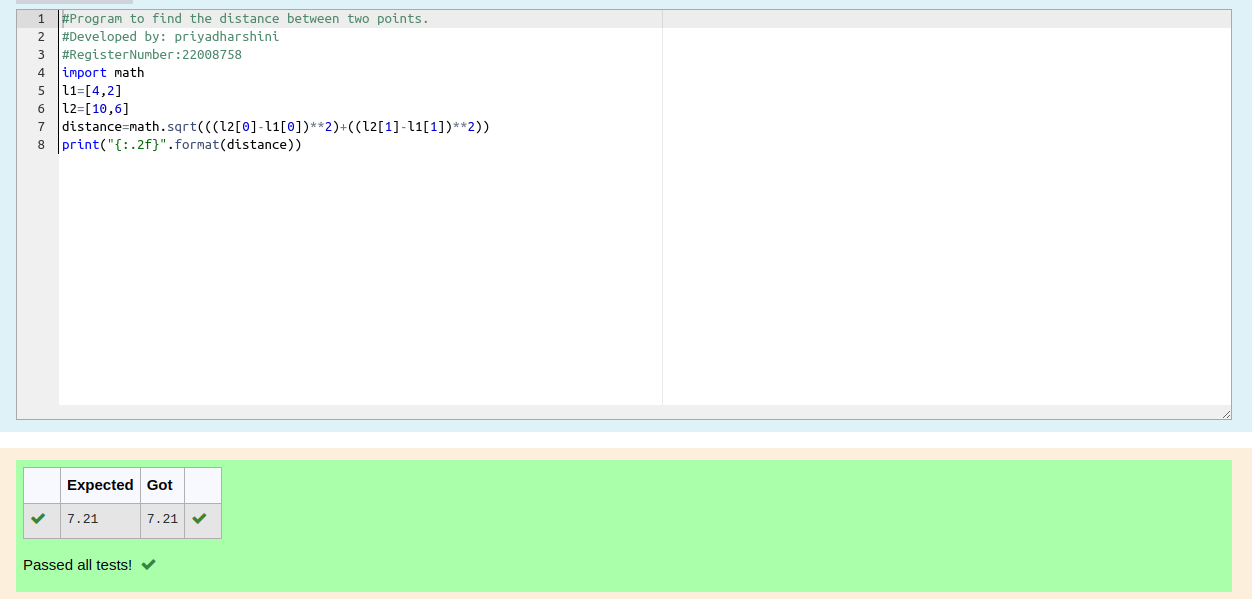 1 #Program to find the distance between two points.
2 #Developed by: priyadharshini
3 #RegisterNumber:22008758
4 import math
5 l1=[4,2]
6 l2=[10,6]
7 distance=math.sqrt(((l2[0]-l1[0])**2)+((l2[1]-l1[1])**2))
8 print("{:.2f}".format(distance))
Expected Got
7.21 7.21
Passed all tests!